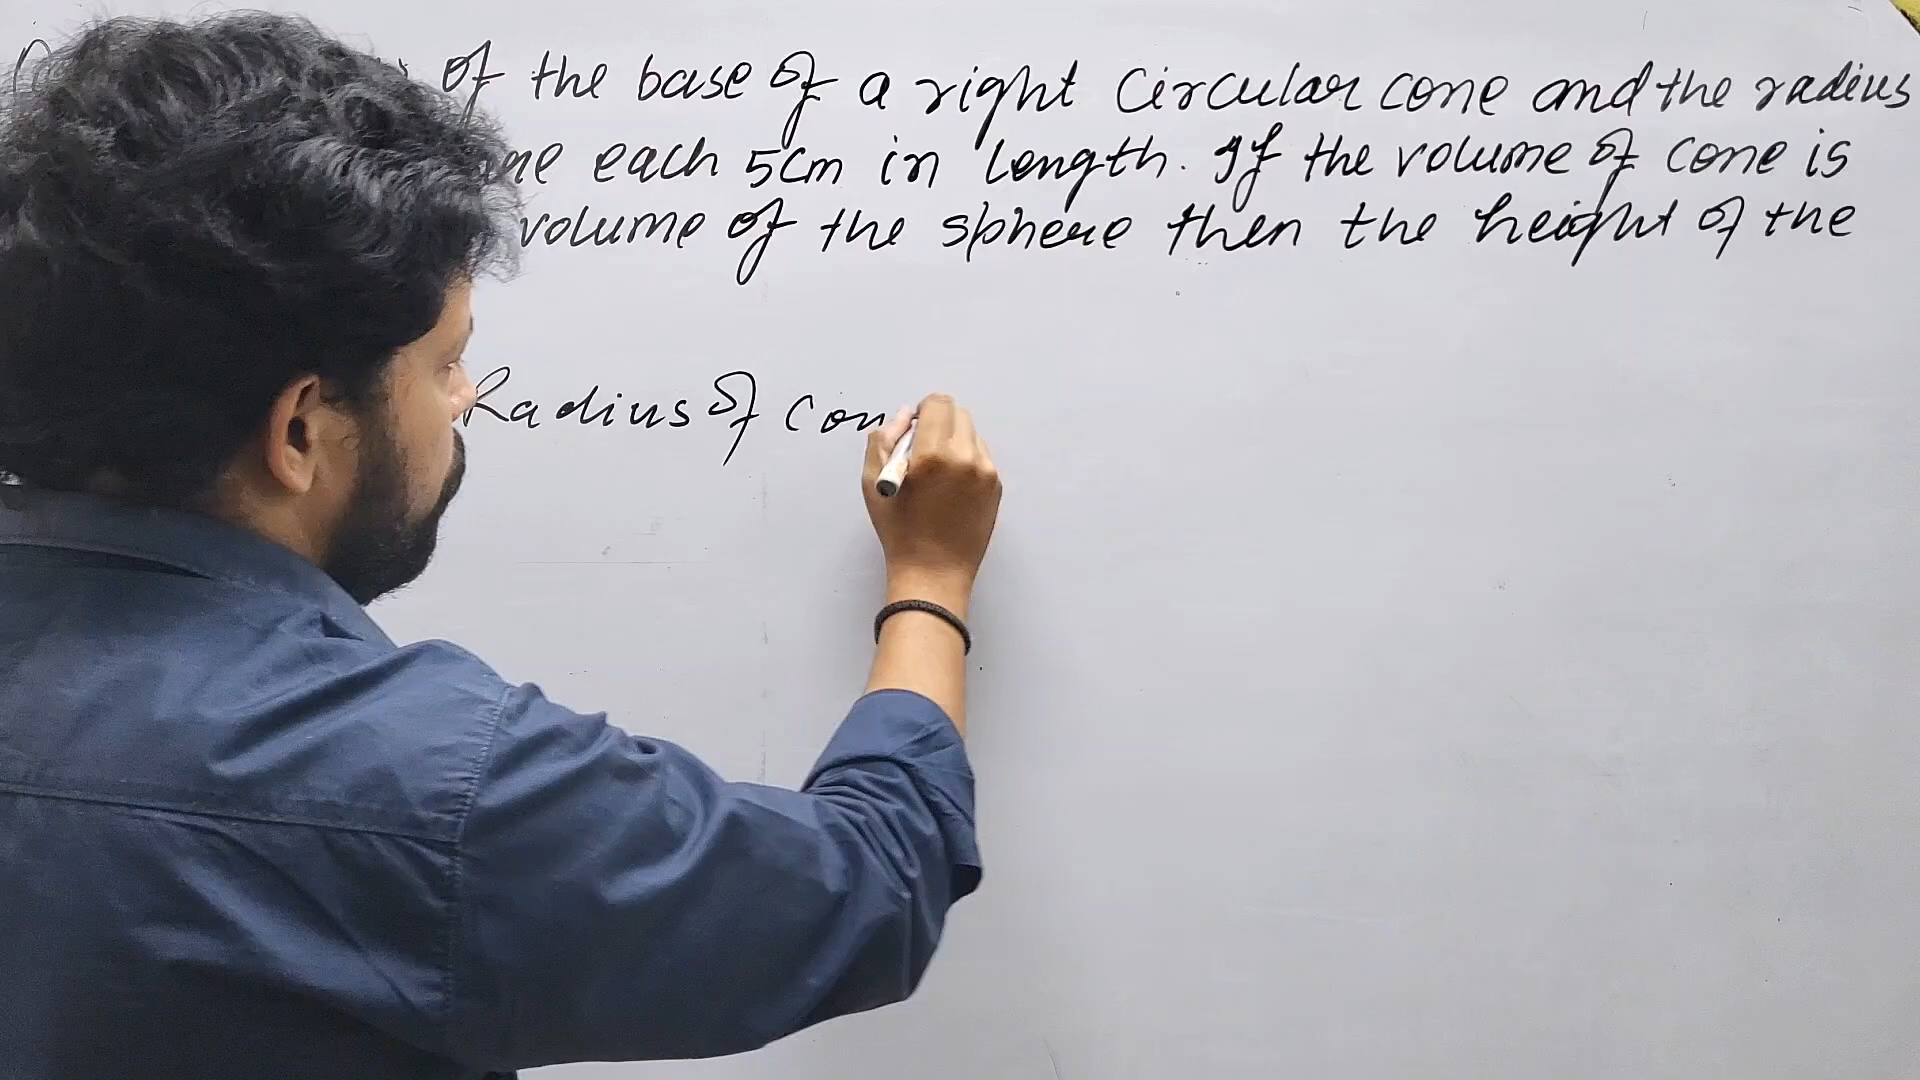 of the base of a right circular cone and the radius
each 5cm in length. If the volume of cone is
volume of the sphere then the height of the
Radius of con